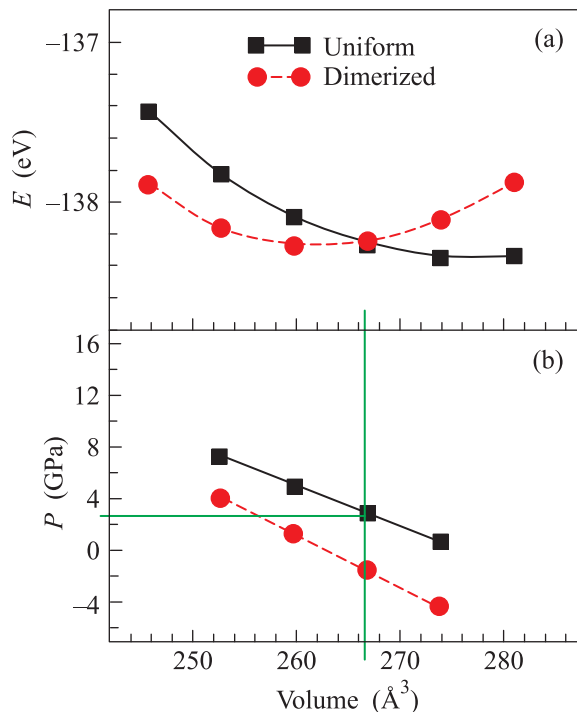 –137
(a)
Uniform
Dimerized
E (eV)
–138
16
(b)
12
8
P (GPa)
4
0
–4
250 260 270 280
Volume (Å³)